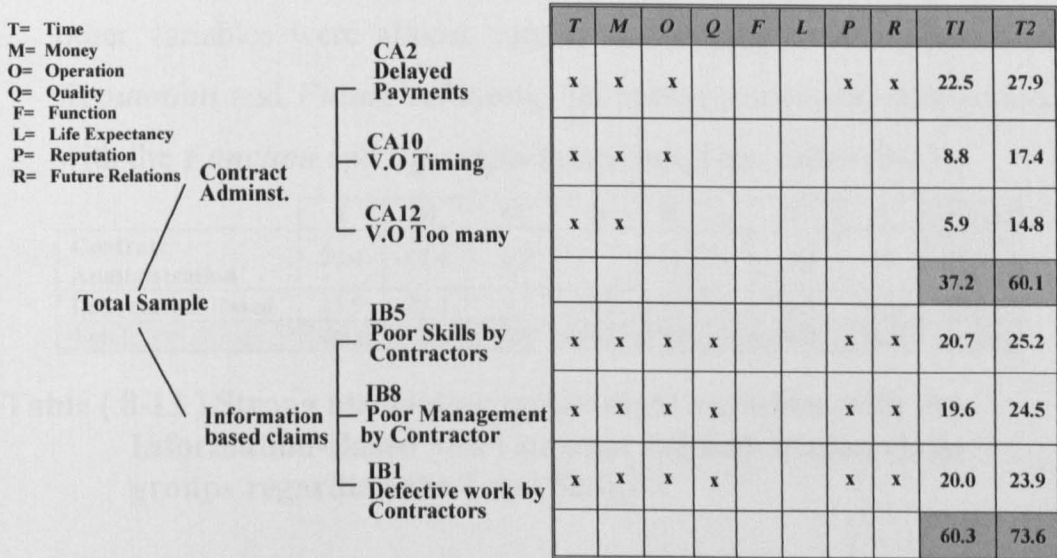 T= Time
M= Money
O= Operation
Q= Quality
F= Function
L= Life Expectancy
P= Reputation
R= Future Relations
Total Sample
Contract
Adminst.
Information
based claims
T M O Q F L P R T1 T2
CA2
Delayed
Payments
x x x x x 22.5 27.9
CA10
V.O Timing
x x x 8.8 17.4
CA12
V.O Too many
x x 5.9 14.8
37.2 60.1
IB5
Poor Skills by
Contractors
x x x x x x 20.7 25.2
IB8
Poor Management
by Contractor
x x x x x x 19.6 24.5
IB1
Defective work by
Contractors
x x x x x x 20.0 23.9
60.3 73.6